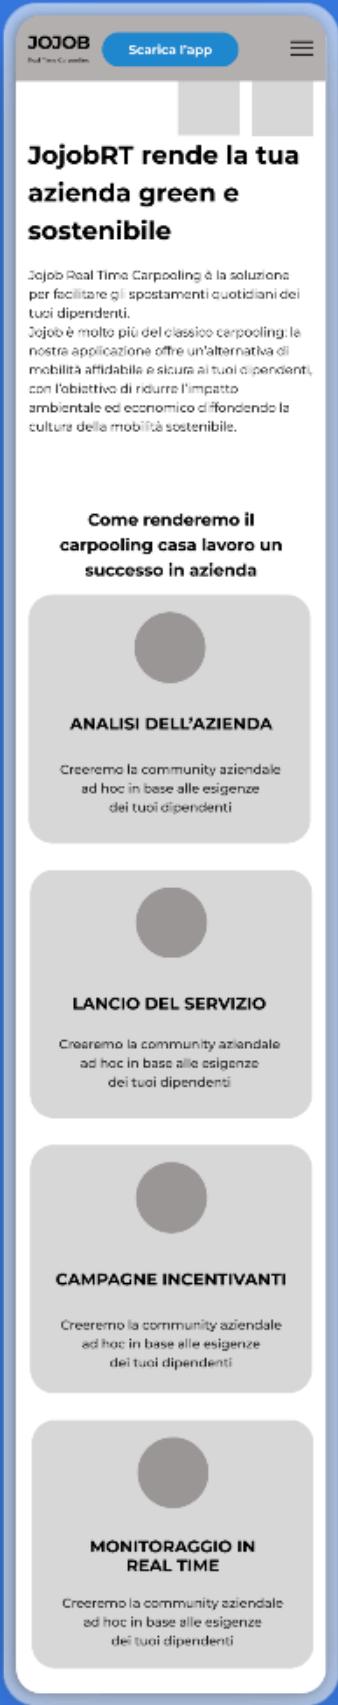 JOJOB
Real Time Carpooling
Scarica l'app
JojobRT rende la tua
azienda green e
sostenibile
Jojob Real Time Carpooling è la soluzione
per facilitare gli spostamenti quotidiani dei
tuoi dipendenti.
Jojob è molto più del classico carpooling: la
nostra applicazione offre un'alternativa di
mobilità affidabile e sicura ai tuoi dipendenti,
con l'obiettivo di ridurre l'impatto
ambientale ed economico diffondendo la
cultura della mobilità sostenibile.
Come renderemo il
carpooling casa lavoro un
successo in azienda
ANALISI DELL'AZIENDA
Creeremo la community aziendale
ad hoc in base alle esigenze
dei tuoi dipendenti
LANCIO DEL SERVIZIO
Creeremo la community aziendale
ad hoc in base alle esigenze
dei tuoi dipendenti
CAMPAGNE INCENTIVANTI
Creeremo la community aziendale
ad hoc in base alle esigenze
dei tuoi dipendenti
MONITORAGGIO IN
REAL TIME
Creeremo la community aziendale
ad hoc in base alle esigenze
dei tuoi dipendenti